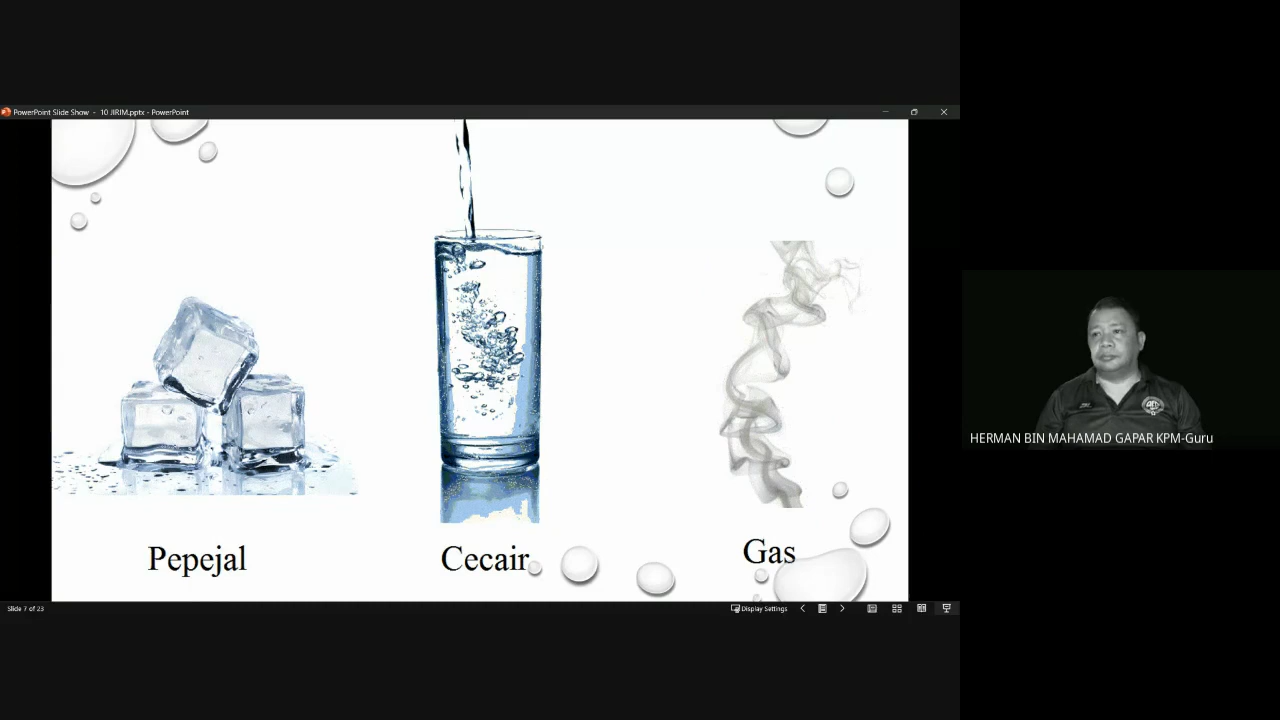 PowerPoint Slide Show - 10 JIRIM.pptx - PowerPoint
Pepejal
Cecair
Gas
HERMAN BIN MAHAMAD GAPAR KPM-Guru
Slide 7 of 23
Display Settings